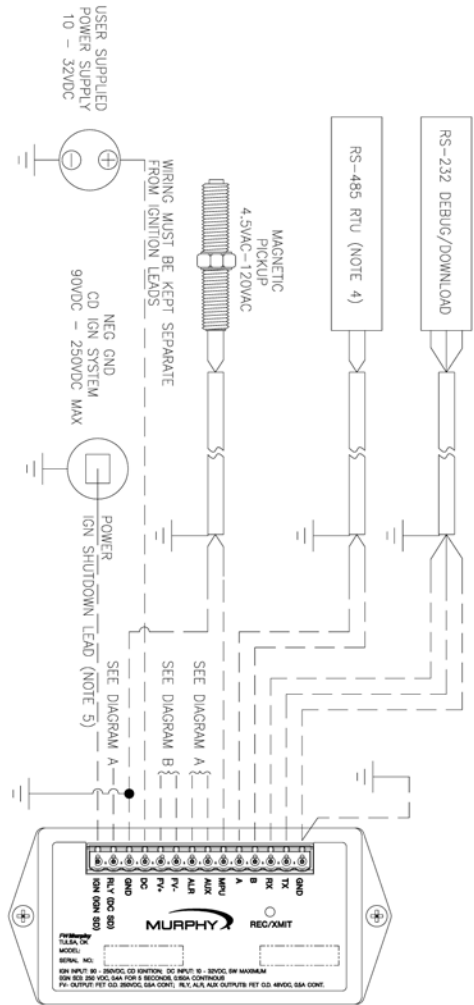 RS-232 DEBUG/DOWNLOAD
RS-485 RTU (NOTE 4)
MAGNETIC
PICKUP
4.5VAC-120VAC
USER SUPPLIED
POWER SUPPLY
10 - 32VDC
WIRING MUST BE KEPT SEPARATE
FROM IGNITION LEADS
NEG GND
CD IGN SYSTEM
90VDC - 250VDC MAX
POWER
IGN SHUTDOWN LEAD (NOTE 5)
SEE DIAGRAM A
SEE DIAGRAM B
SEE DIAGRAM A
IGN (IGN SD)
RLY (DC SD)
GND
DC
FV+
FV-
ALR
AUX
MPU
A
B
RX
TX
GND
MURPHY
REC/XMIT
FWMurphy
TULSA, OK
MODEL:
SERIAL NO:
IGN INPUT: 90 - 250VDC, CD IGNITION; DC INPUT: 10 - 32VDC, 5W MAXIMUM
FV- OUTPUT: FET O.D. 250VDC, 0.5A CONT.; RLY, ALR, AUX OUTPUTS: FET O.D. 48VDC, 0.5A CONT.